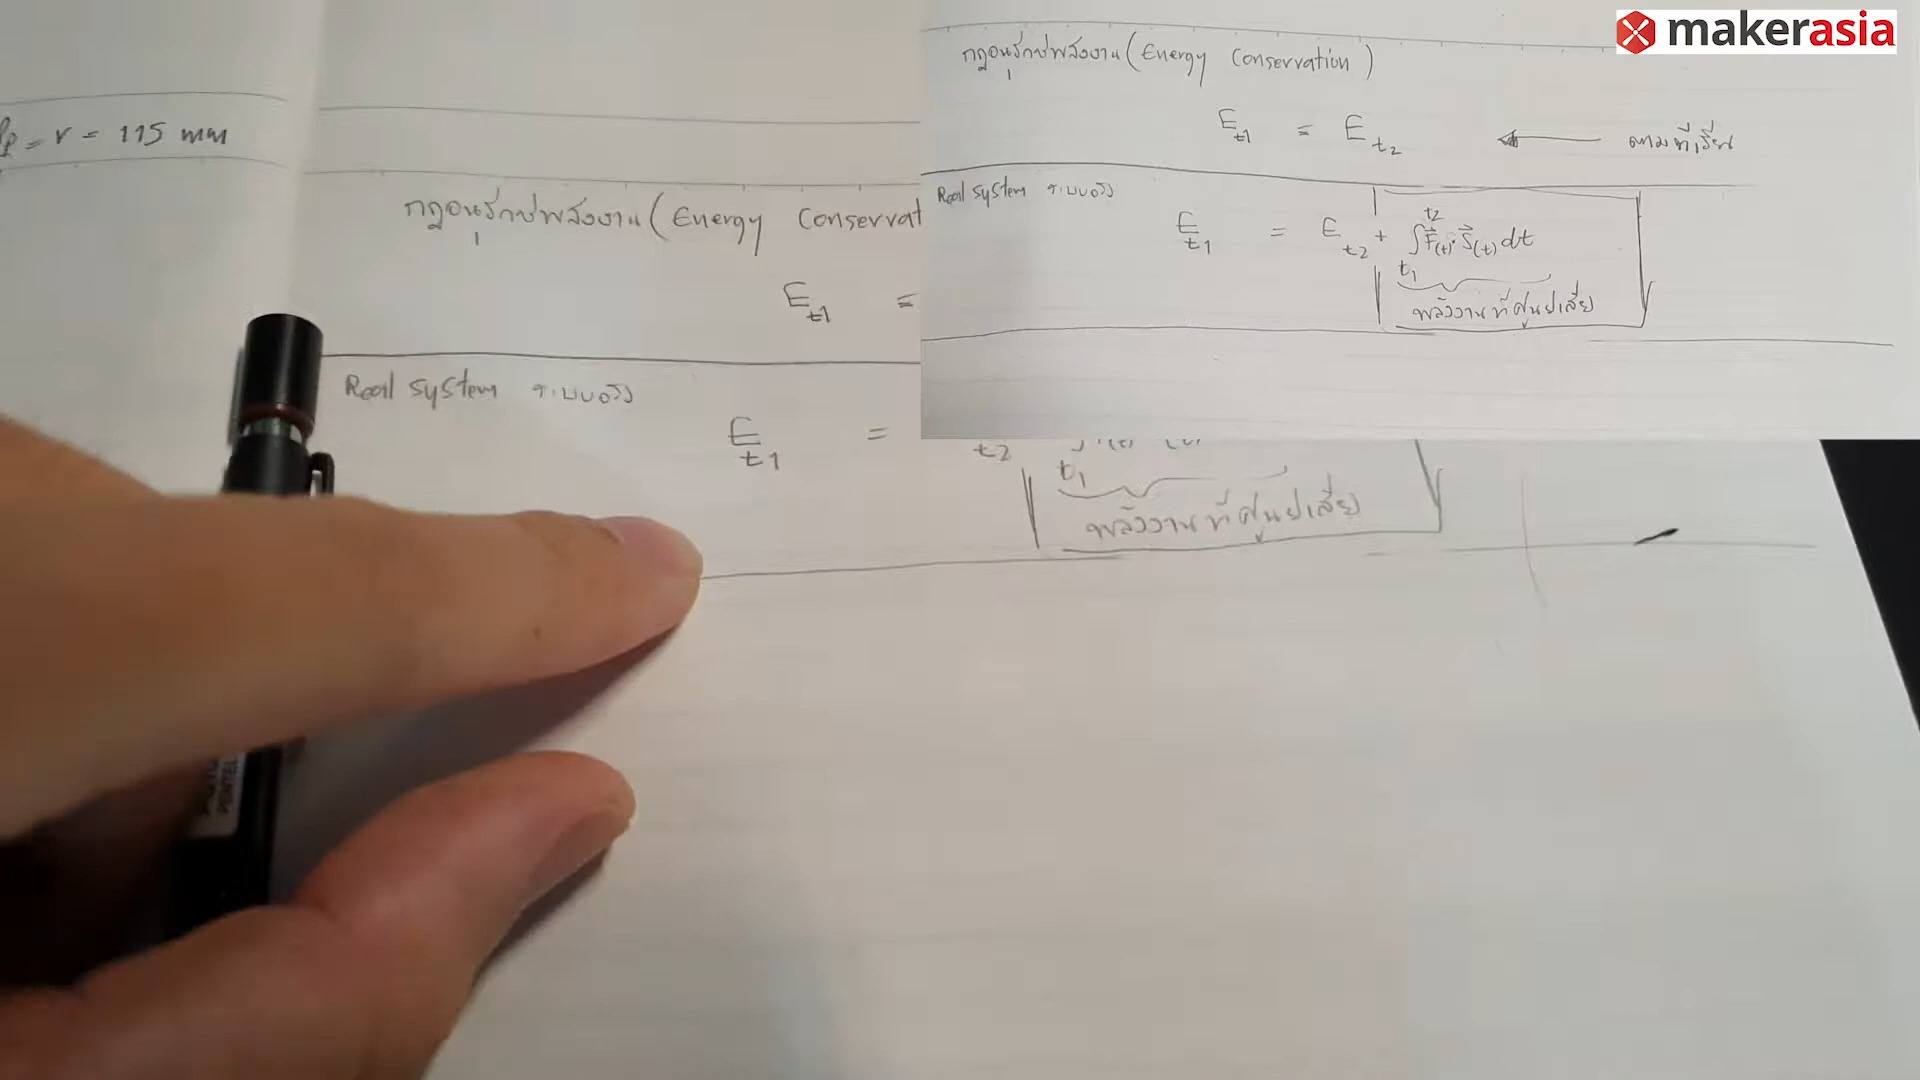 makerasia
กฎอนุรักษ์พลังงาน (Energy Conservation)
E t1 = E t2 ← ตามที่เรียน
Real system ระบบจริง
E t1 = E t2 + ∫ t1 t2 F⃗(t)·S⃗(t) dt
พลังงานที่สูญเสีย
= r = 115 mm
กฎอนุรักษ์พลังงาน (Energy Conservat
E t1 =
Real system ระบบจริง
E t1 = t2 t1
พลังงานที่สูญเสีย
PENTEL